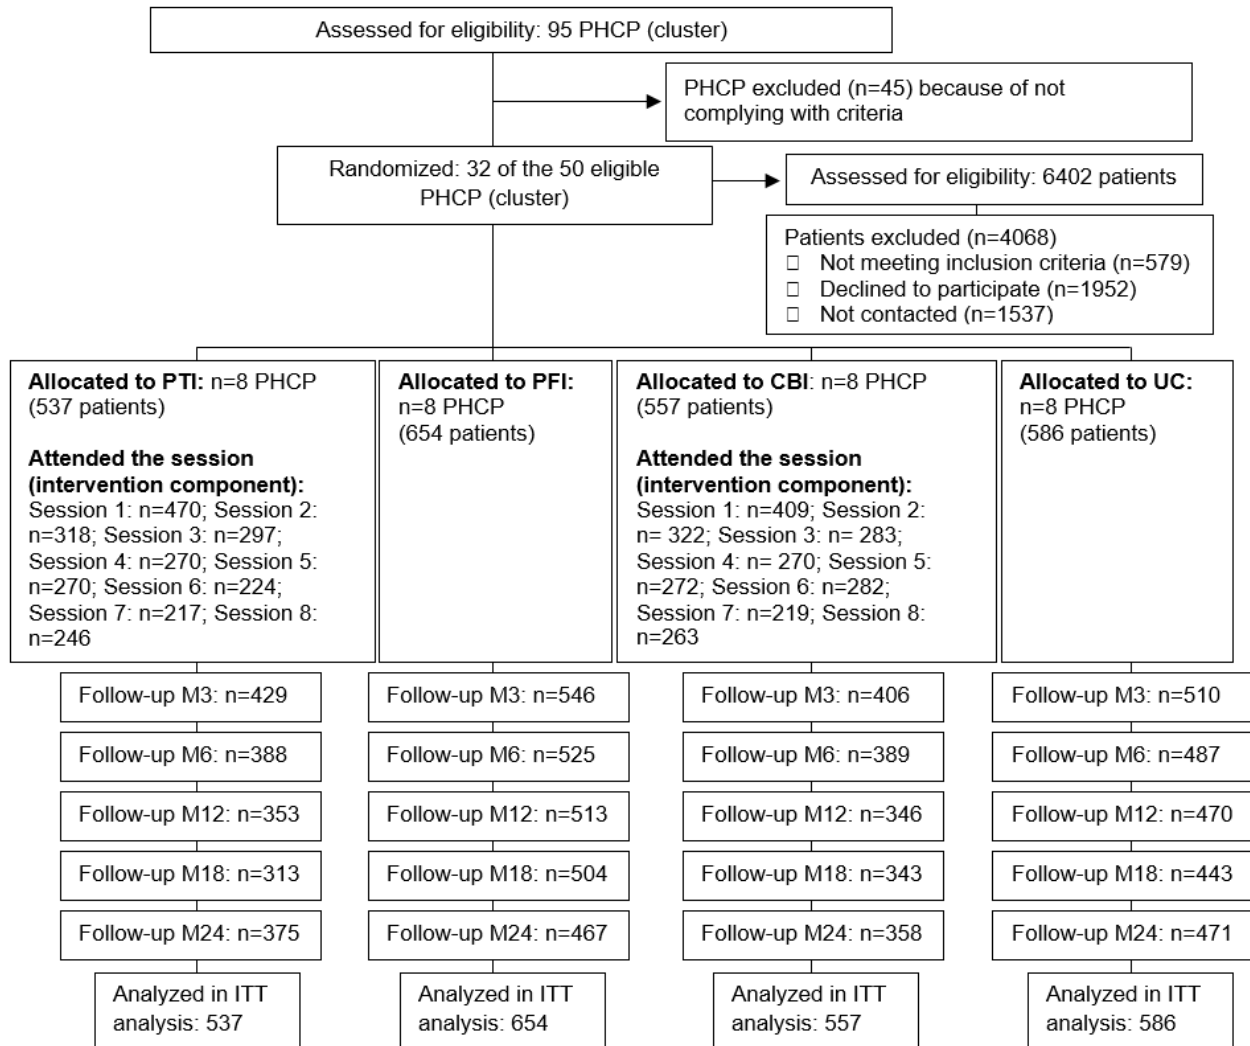 Assessed for eligibility: 95 PHCP (cluster)
PHCP excluded (n=45) because of not
complying with criteria
Randomized: 32 of the 50 eligible
PHCP (cluster)
Assessed for eligibility: 6402 patients
Patients excluded (n=4068)
□ Not meeting inclusion criteria (n=579)
□ Declined to participate (n=1952)
□ Not contacted (n=1537)
Allocated to PTI: n=8 PHCP
(537 patients)
Attended the session
(intervention component):
Session 1: n=470; Session 2:
n=318; Session 3: n=297;
Session 4: n=270; Session 5:
n=270; Session 6: n=224;
Session 7: n=217; Session 8:
n=246
Allocated to PFI:
n=8 PHCP
(654 patients)
Allocated to CBI: n=8 PHCP
(557 patients)
Attended the session
(intervention component):
Session 1: n=409; Session 2:
n= 322; Session 3: n= 283;
Session 4: n= 270; Session 5:
n=272; Session 6: n=282;
Session 7: n=219; Session 8:
n=263
Allocated to UC:
n=8 PHCP
(586 patients)
Follow-up M3: n=429
Follow-up M3: n=546
Follow-up M3: n=406
Follow-up M3: n=510
Follow-up M6: n=388
Follow-up M6: n=525
Follow-up M6: n=389
Follow-up M6: n=487
Follow-up M12: n=353
Follow-up M12: n=513
Follow-up M12: n=346
Follow-up M12: n=470
Follow-up M18: n=313
Follow-up M18: n=504
Follow-up M18: n=343
Follow-up M18: n=443
Follow-up M24: n=375
Follow-up M24: n=467
Follow-up M24: n=358
Follow-up M24: n=471
Analyzed in ITT
analysis: 537
Analyzed in ITT
analysis: 654
Analyzed in ITT
analysis: 557
Analyzed in ITT
analysis: 586